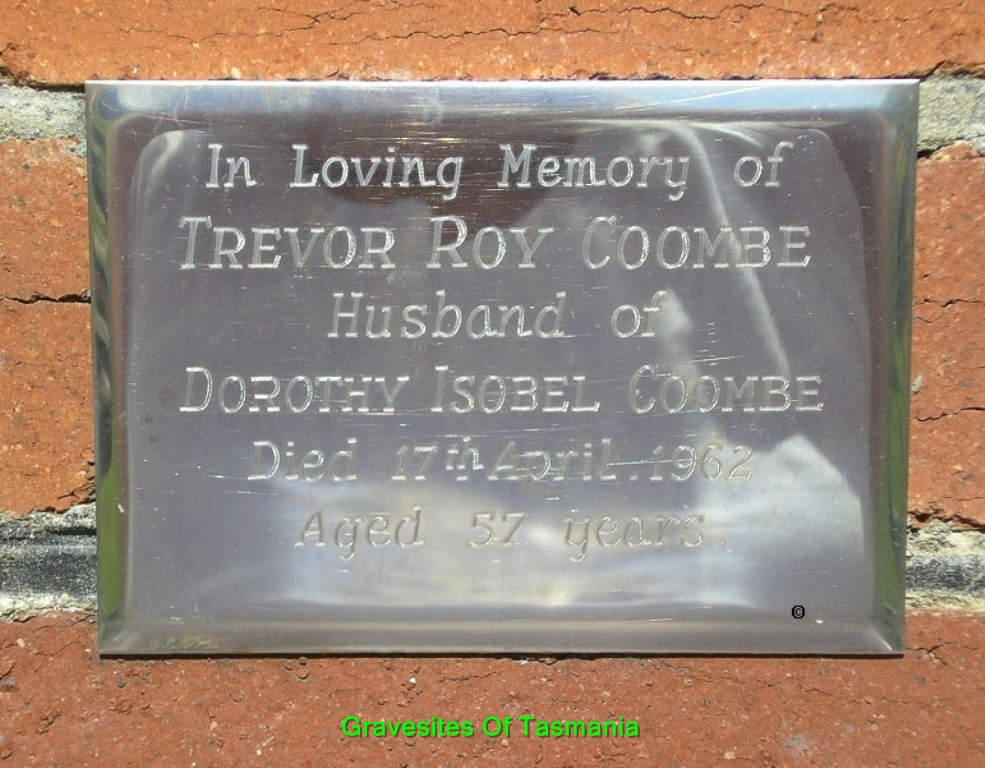 In Loving Memory of
TREVOR ROY COOMBE
Husband of
DOROTHY ISOBEL COOMBE
Died 17th April.1962
Aged 57 years.
©
Gravesites Of Tasmania